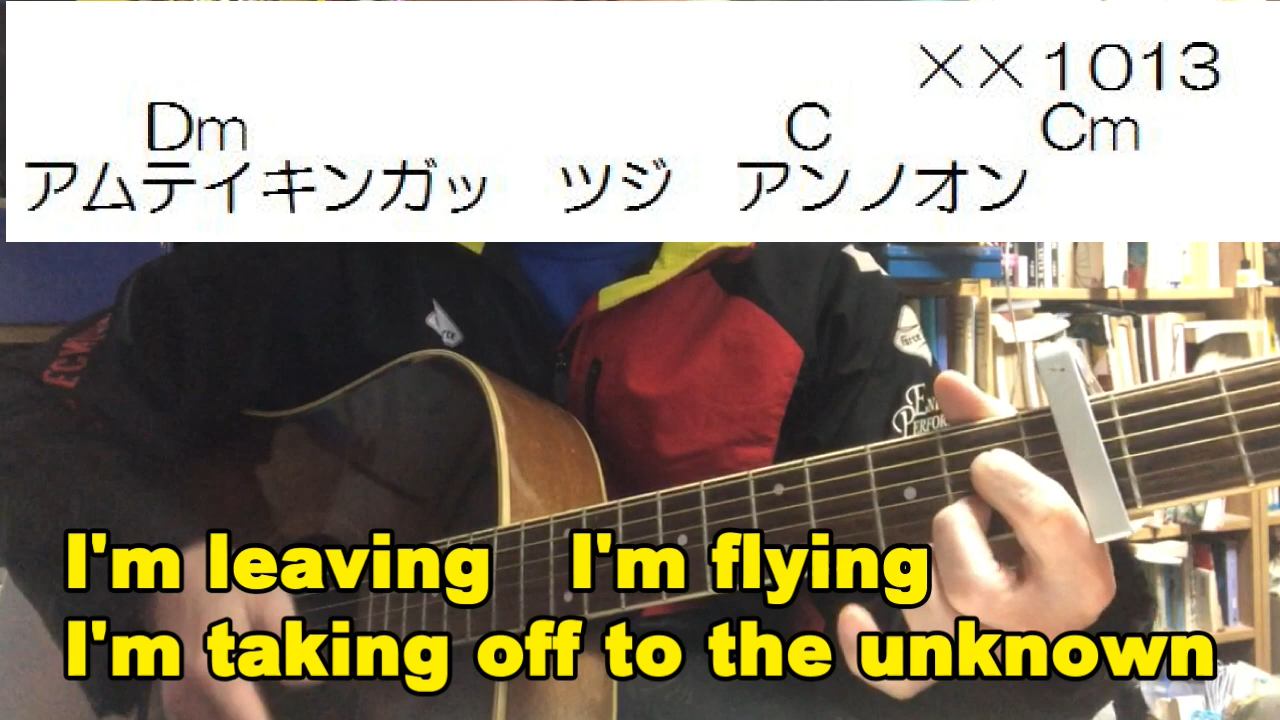 ××1013
Dm C Cm
アムテイキンガッ ツジ アンノオン
I'm leaving I'm flying
I'm taking off to the unknown